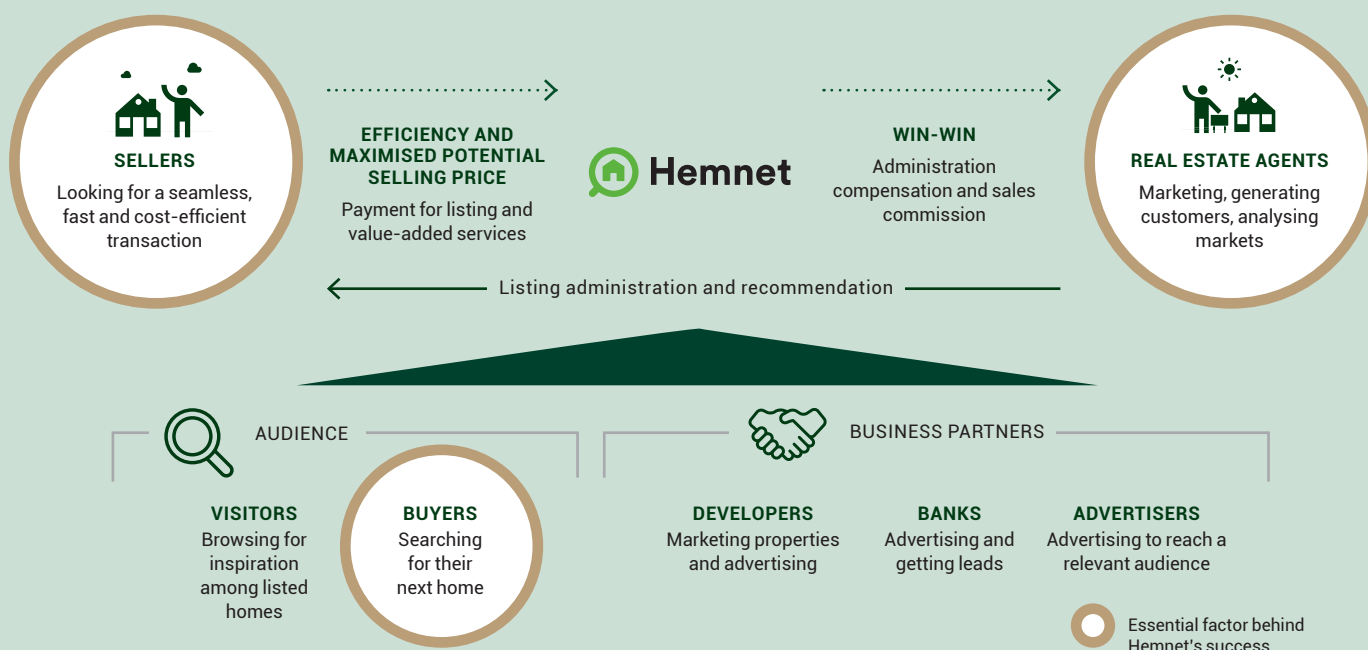 SELLERS
Looking for a seamless,
fast and cost-efficient
transaction
EFFICIENCY AND
MAXIMISED POTENTIAL
SELLING PRICE
Payment for listing and
value-added services
Hemnet
WIN-WIN
Administration
compensation and sales
commission
REAL ESTATE AGENTS
Marketing, generating
customers, analysing
markets
Listing administration and recommendation
AUDIENCE
VISITORS
Browsing for
inspiration
among listed
homes
BUYERS
Searching
for their
next home
BUSINESS PARTNERS
DEVELOPERS
Marketing properties
and advertising
BANKS
Advertising and
getting leads
ADVERTISERS
Advertising to reach a
relevant audience
Essential factor behind
Hemnet's success